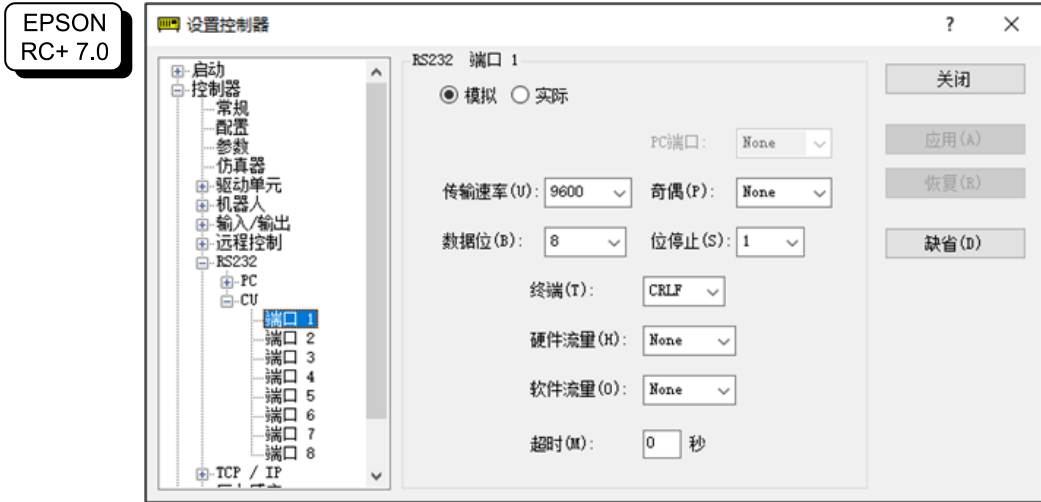 EPSON
RC+ 7.0
设置控制器
?
启动
控制器
常规
配置
参数
仿真器
驱动单元
机器人
输入/输出
远程控制
RS232
PC
CU
端口 1
端口 2
端口 3
端口 4
端口 5
端口 6
端口 7
端口 8
TCP / IP
RS232 端口 1
模拟 实际
PC端口: None
传输速率(U): 9600 奇偶(P): None
数据位(B): 8 位停止(S): 1
终端(T): CRLF
硬件流里(H): None
软件流里(O): None
超时(M): 0 秒
关闭
应用(A)
恢复(R)
缺省(D)